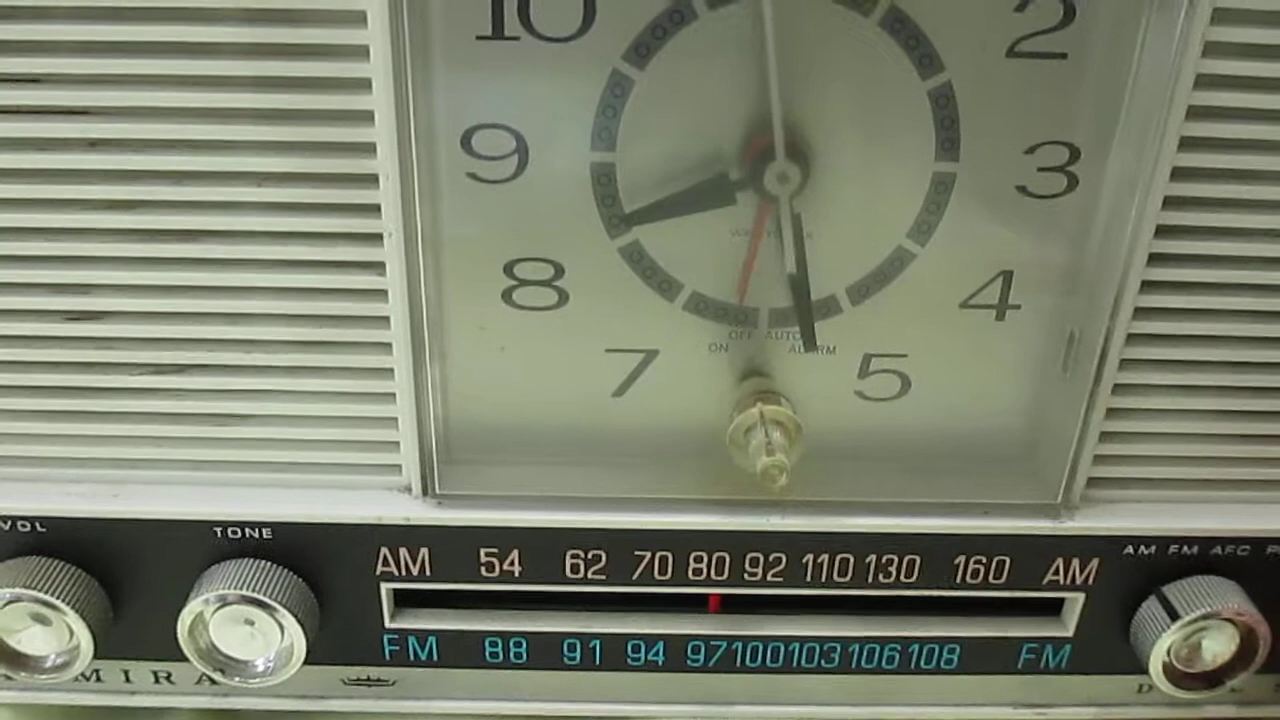 10
2
9
3
8
4
OFF AUTO
ON ALARM
7
5
VOL
TONE
AM 54 62 70 80 92 110 130 160 AM
FM 88 91 94 97 100 103 106 108 FM
AM FM AFC
MIRA